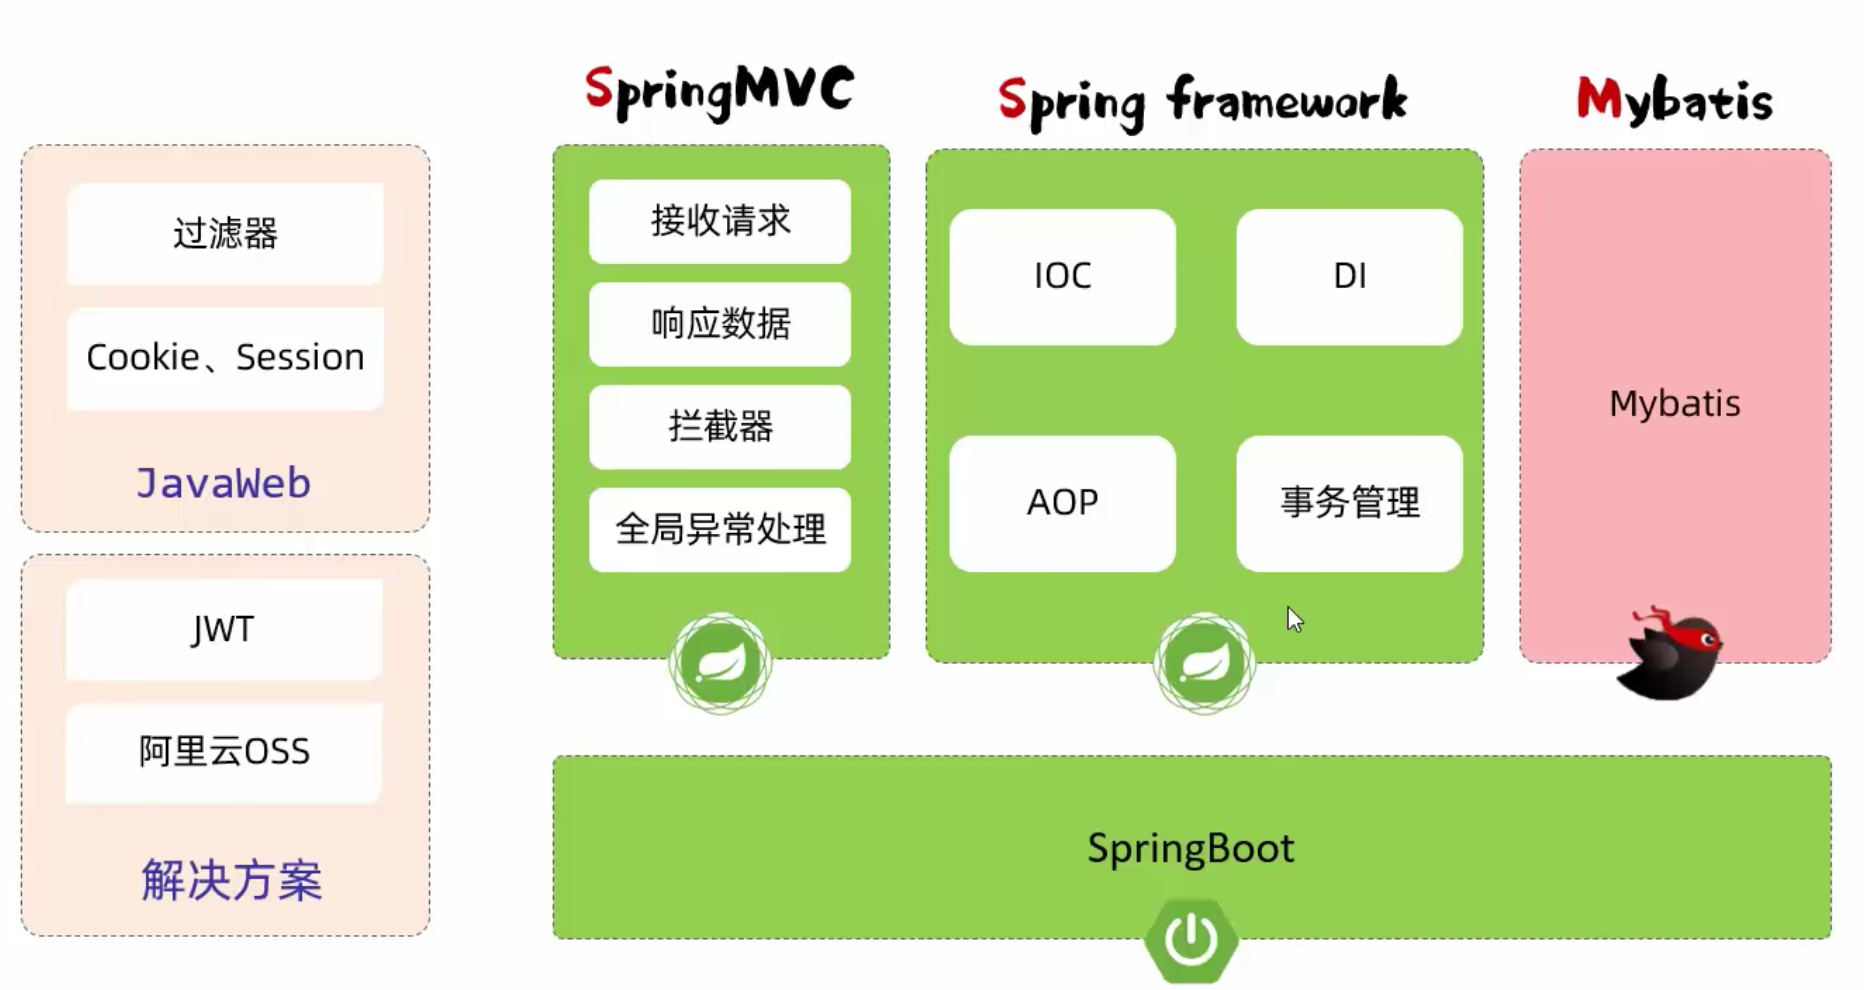 SpringMVC
Spring framework
Mybatis
过滤器
Cookie、Session
JavaWeb
JWT
阿里云OSS
解决方案
接收请求
响应数据
拦截器
全局异常处理
IOC
DI
AOP
事务管理
Mybatis
SpringBoot